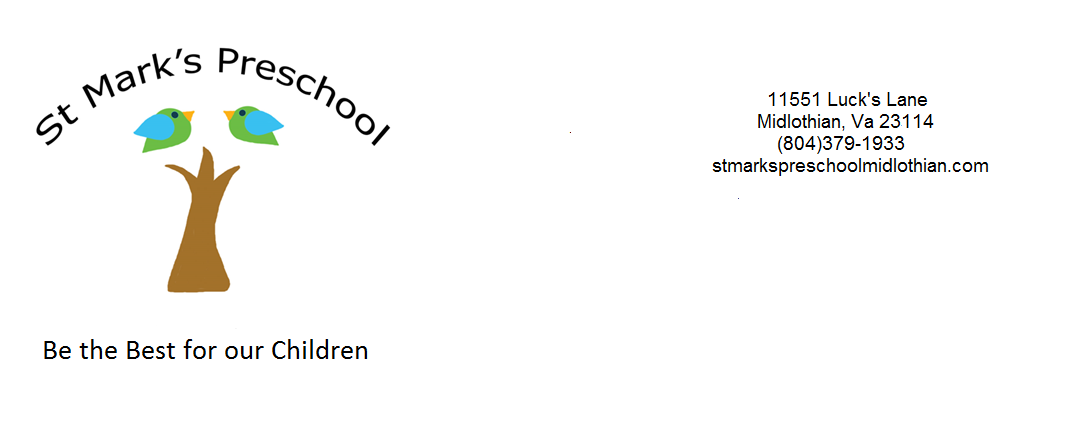 St Mark's Preschool
Be the Best for our Children
11551 Luck's Lane
Midlothian, Va 23114
(804)379-1933
stmarkspreschoolmidlothian.com